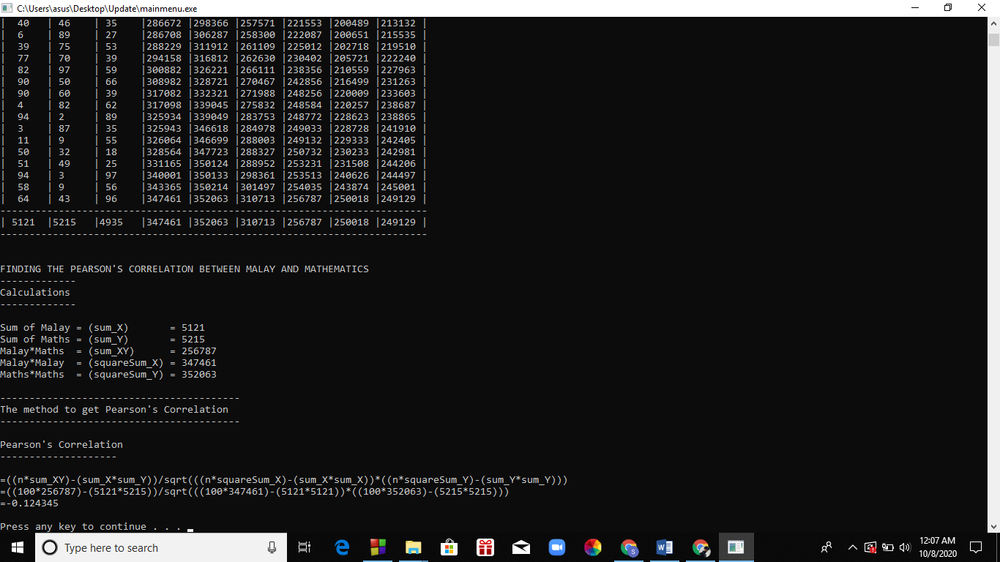 C:\Users\asus\Desktop\Update\mainmenu.exe
| 40 | 46 | 35 |286672 |298366 |257571 |221553 |200489 |213132 |
| 6 | 89 | 27 |286708 |306287 |258300 |222087 |200651 |215535 |
| 39 | 75 | 53 |288229 |311912 |261109 |225012 |202718 |219510 |
| 77 | 70 | 39 |294158 |316812 |262630 |230402 |205721 |222240 |
| 82 | 97 | 59 |300882 |326221 |266111 |238356 |210559 |227963 |
| 90 | 50 | 66 |308982 |328721 |270467 |242856 |216499 |231263 |
| 90 | 60 | 39 |317082 |332321 |271988 |248256 |220009 |233603 |
| 4 | 82 | 62 |317098 |339045 |275832 |248584 |220257 |238687 |
| 94 | 2 | 89 |325934 |339049 |283753 |248772 |228623 |238865 |
| 3 | 87 | 35 |325943 |346618 |284978 |249033 |228728 |241910 |
| 11 | 9 | 55 |326064 |346699 |288003 |249132 |229333 |242405 |
| 50 | 32 | 18 |328564 |347723 |288327 |250732 |230233 |242981 |
| 51 | 49 | 25 |331165 |350124 |288952 |253231 |231508 |244206 |
| 94 | 3 | 97 |340001 |350133 |298361 |253513 |240626 |244497 |
| 58 | 9 | 56 |343365 |350214 |301497 |254035 |243874 |245001 |
| 64 | 43 | 96 |347461 |352063 |310713 |256787 |250018 |249129 |
-------------------------------------------------------------------------
| 5121 |5215 |4935 |347461 |352063 |310713 |256787 |250018 |249129 |
-------------------------------------------------------------------------
FINDING THE PEARSON'S CORRELATION BETWEEN MALAY AND MATHEMATICS
-------------
Calculations
-------------
Sum of Malay = (sum_X) = 5121
Sum of Maths = (sum_Y) = 5215
Malay*Maths = (sum_XY) = 256787
Malay*Malay = (squareSum_X) = 347461
Maths*Maths = (squareSum_Y) = 352063
-----------------------------------------
The method to get Pearson's Correlation
-----------------------------------------
Pearson's Correlation
--------------------
=((n*sum_XY)-(sum_X*sum_Y))/sqrt(((n*squareSum_X)-(sum_X*sum_X))*((n*squareSum_Y)-(sum_Y*sum_Y)))
=((100*256787)-(5121*5215))/sqrt(((100*347461)-(5121*5121))*((100*352063)-(5215*5215)))
=-0.124345
Press any key to continue . . .
Type here to search
S
12:07 AM
10/8/2020